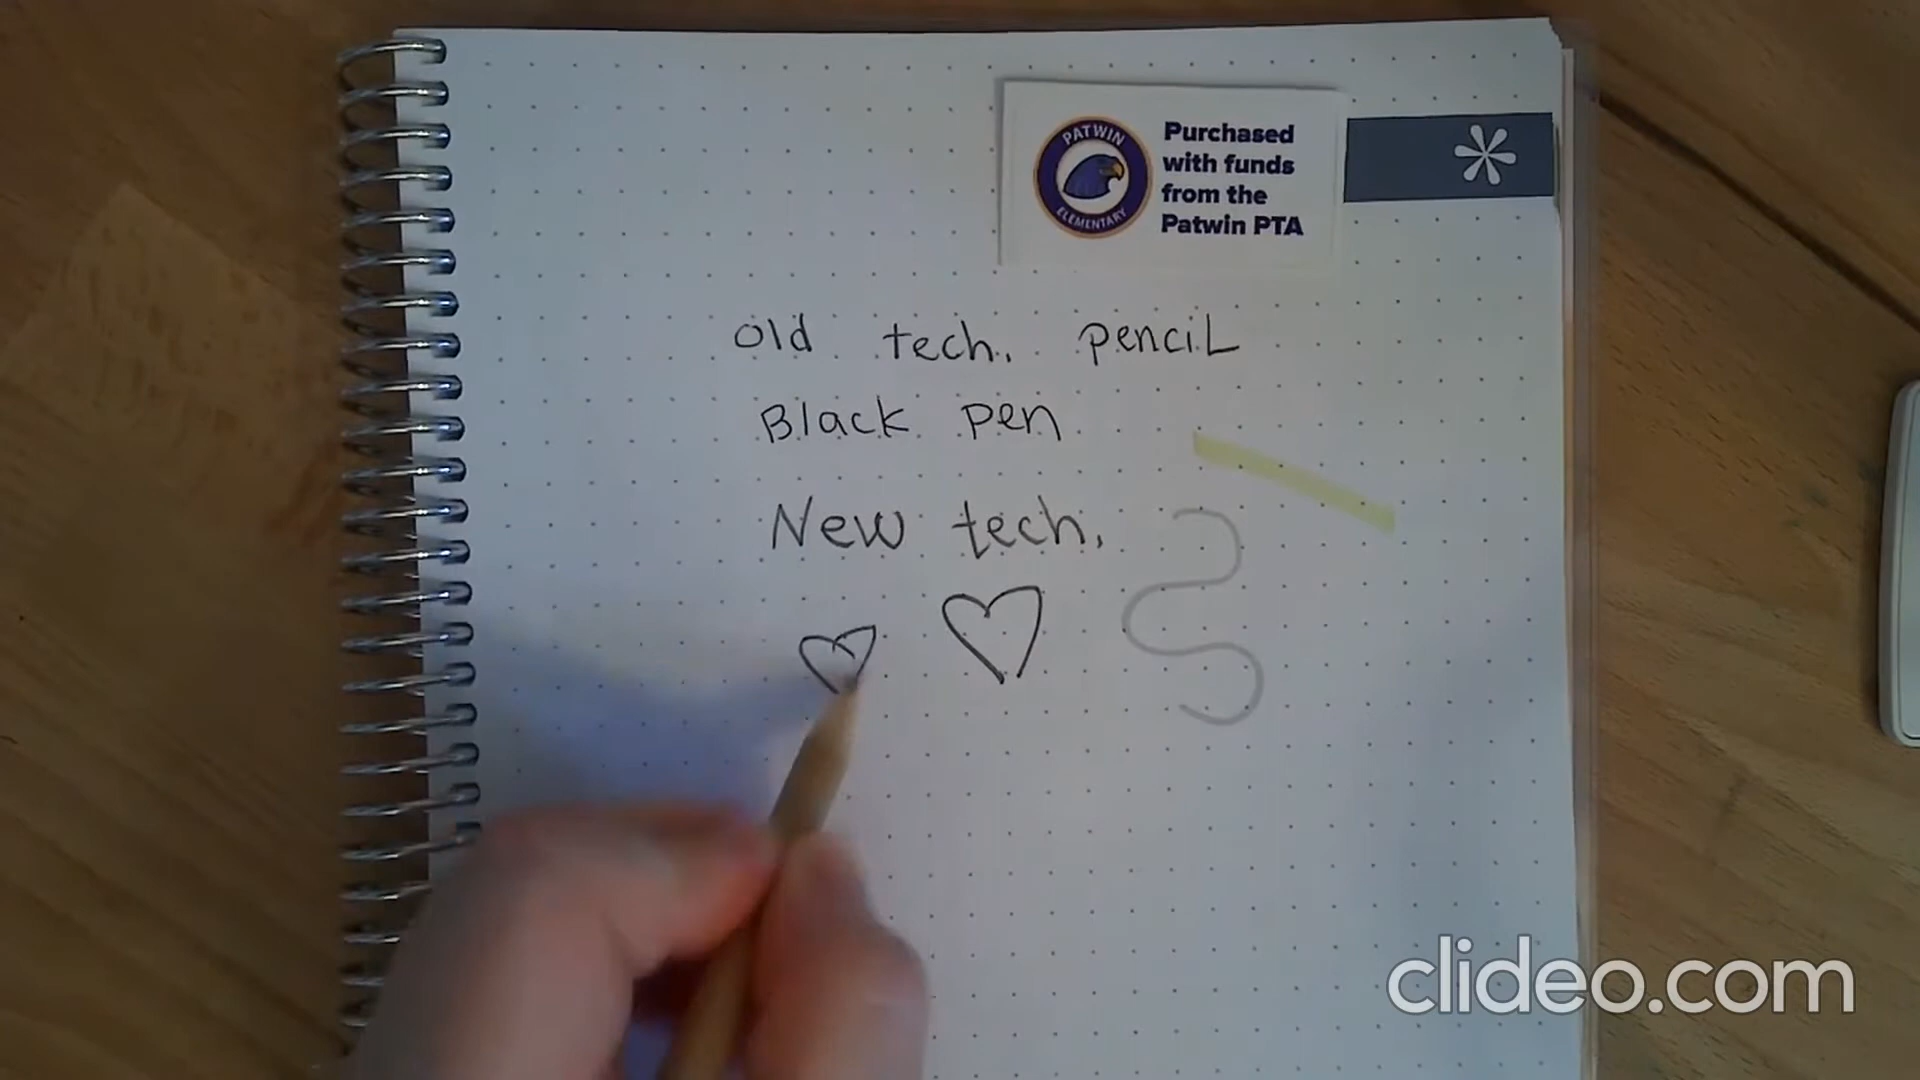 PATWIN
ELEMENTARY
Purchased
with funds
from the
Patwin PTA
old tech. pencil
Black pen
New tech.
clideo.com